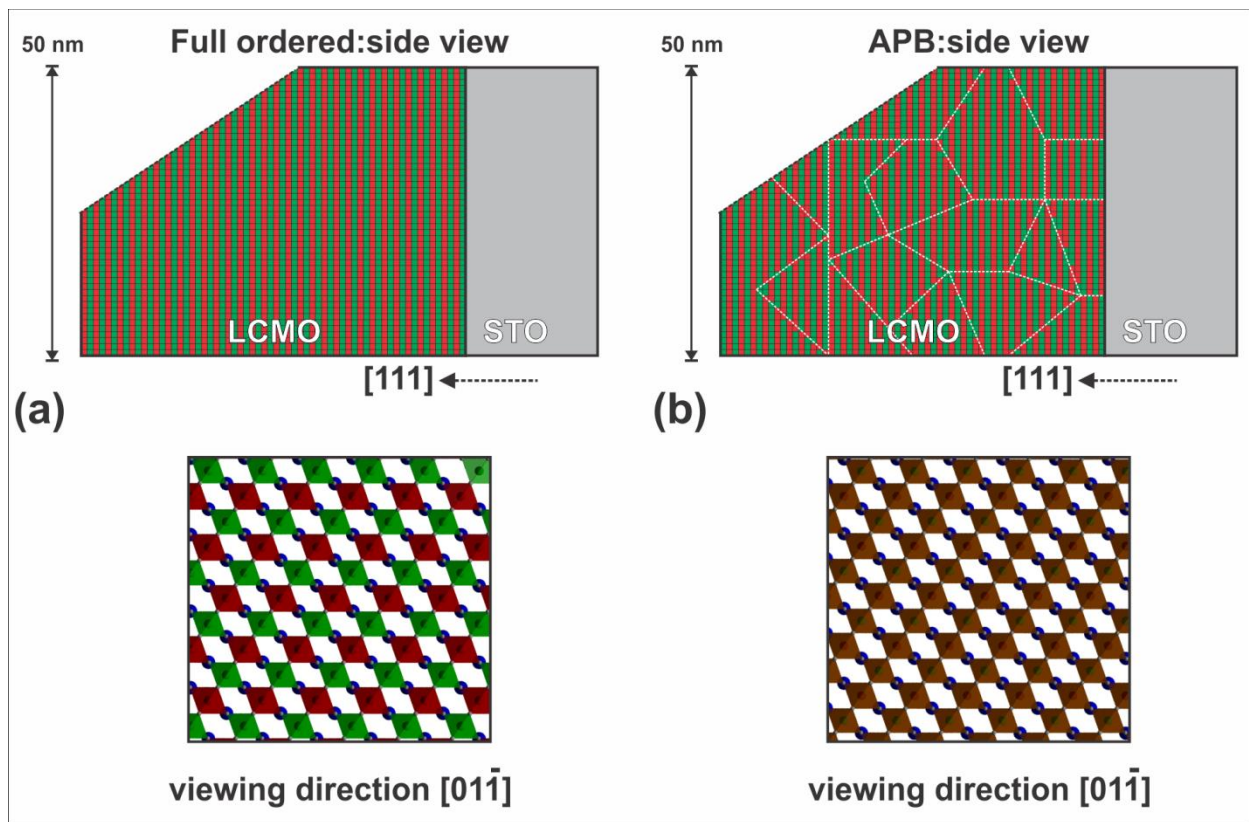 50 nm
Full ordered:side view
LCMO
STO
[111]
(a)
viewing direction [011̄]
50 nm
APB:side view
LCMO
STO
[111]
(b)
viewing direction [011̄]